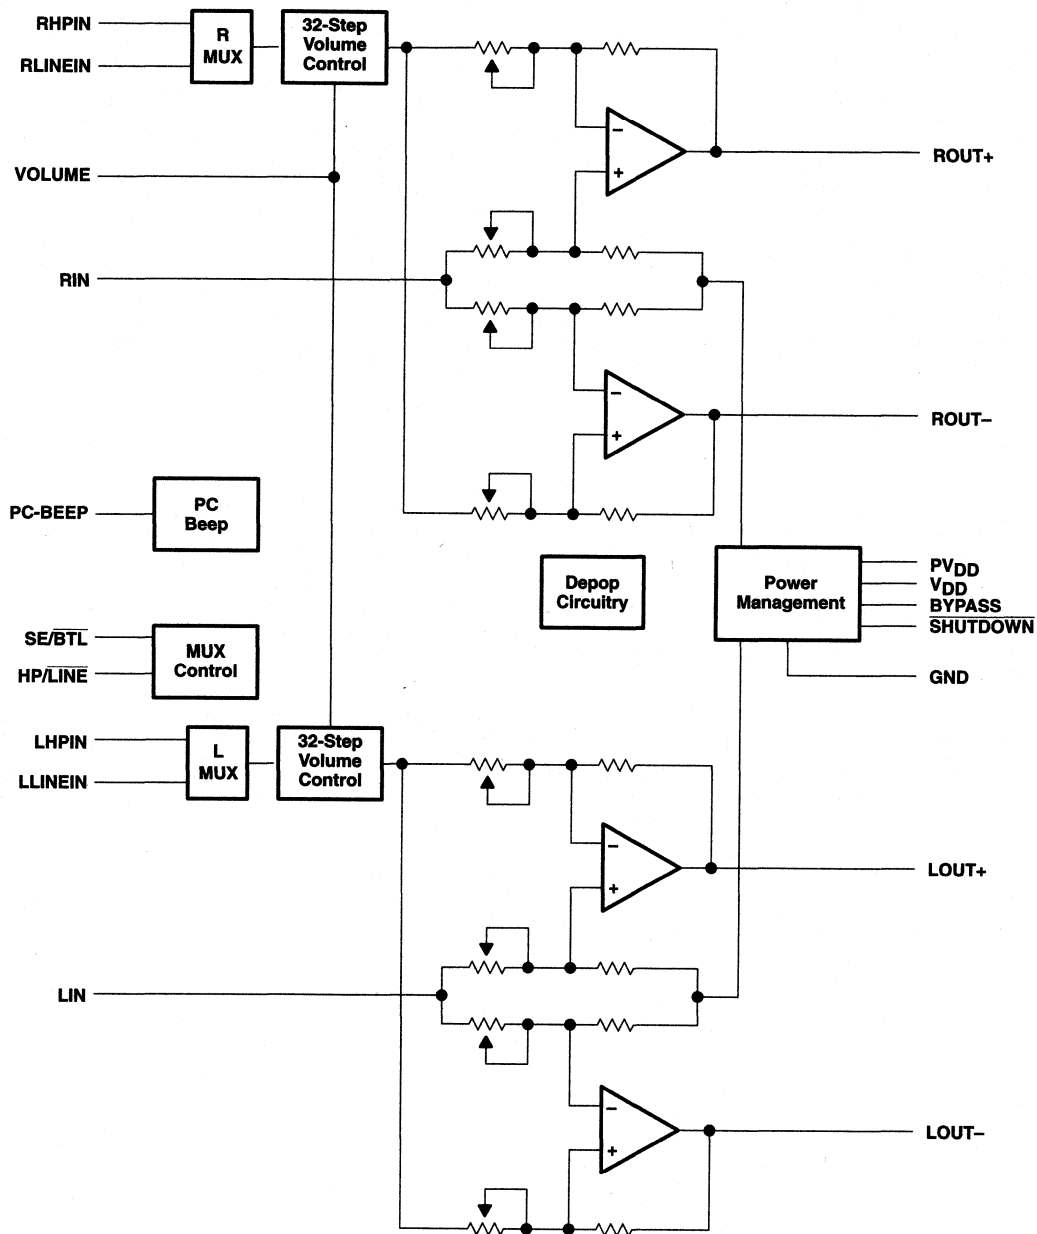 RHPIN
RLINEIN
R
MUX
32-Step
Volume
Control
VOLUME
−
+
ROUT+
RIN
−
+
ROUT−
PC-BEEP
PC
Beep
Depop
Circuitry
Power
Management
PVDD
VDD
BYPASS
SHUTDOWN
GND
SE/BTL
HP/LINE
MUX
Control
LHPIN
LLINEIN
L
MUX
32-Step
Volume
Control
−
+
LOUT+
LIN
−
+
LOUT−